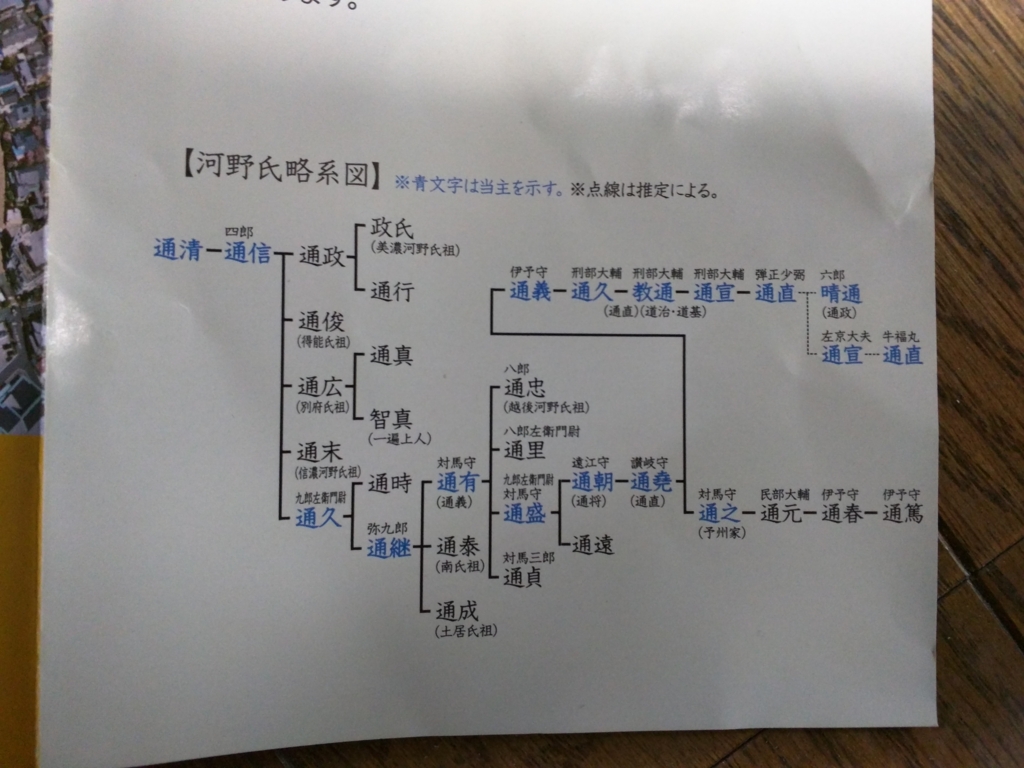 ます。
【河野氏略系図】※青文字は当主を示す。※点線は推定による。
四郎
通清 通信
通政
政氏
(美濃河野氏祖)
通行
通俊
(得能氏祖)
通広
(別府氏祖)
通真
智真
(一遍上人)
通末
(信濃河野氏祖)
九郎左衛門尉
通久
通時
弥九郎
通継
対馬守
通有
(通義)
通泰
(南氏祖)
通成
(土居氏祖)
八郎
通忠
(越後河野氏祖)
八郎左衛門尉
通里
九郎左衛門尉
対馬守
通盛
対馬三郎
通貞
遠江守
通朝
(通将)
通遠
讃岐守
通堯
(通直)
伊予守 刑部大輔 刑部大輔 刑部大輔 弾正少弼 六郎
通義 通久 教通 通宣 通直 晴通
(通直)(道治・道基) (通政)
左京大夫 牛福丸
通宣 通直
対馬守 民部大輔 伊予守 伊予守
通之 通元 通春 通篤
(予州家)